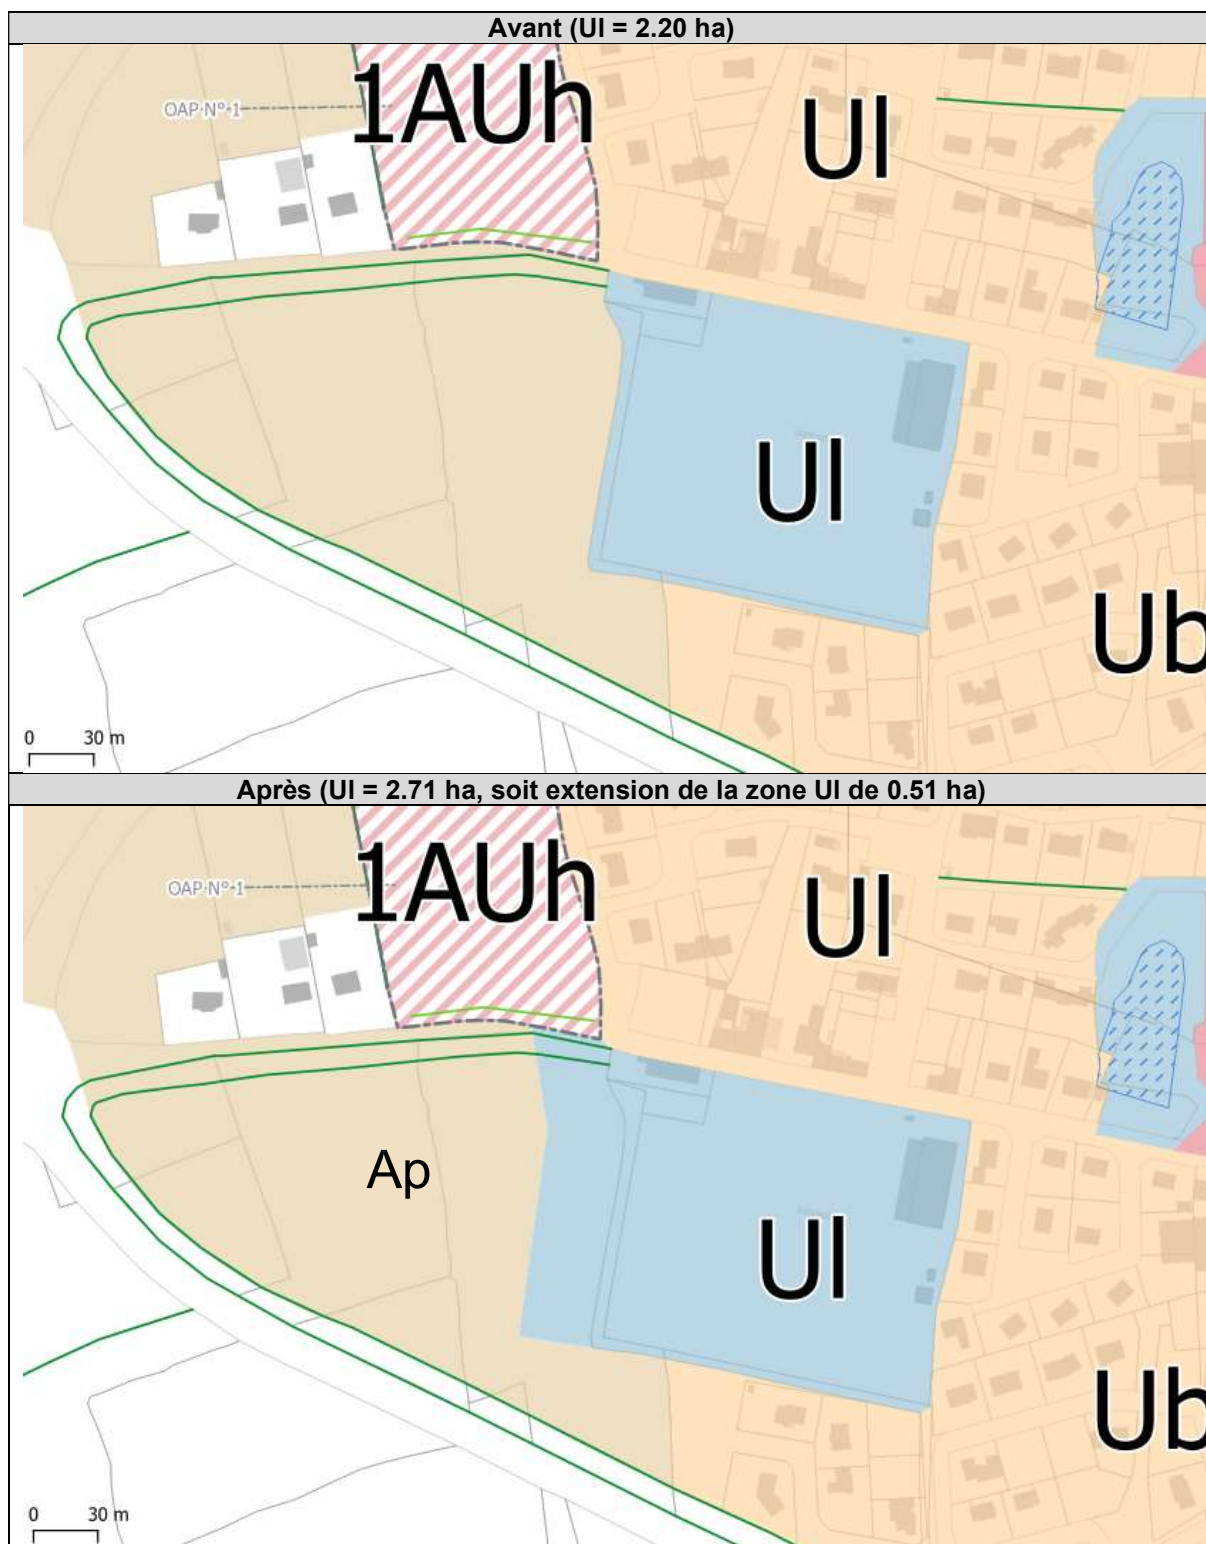 Avant (Ul = 2.20 ha)
1AUh
OAP N° 1
Ul
Ul
Ub
0 30 m
Après (Ul = 2.71 ha, soit extension de la zone Ul de 0.51 ha)
1AUh
OAP N° 1
Ul
Ap
Ul
Ub
0 30 m